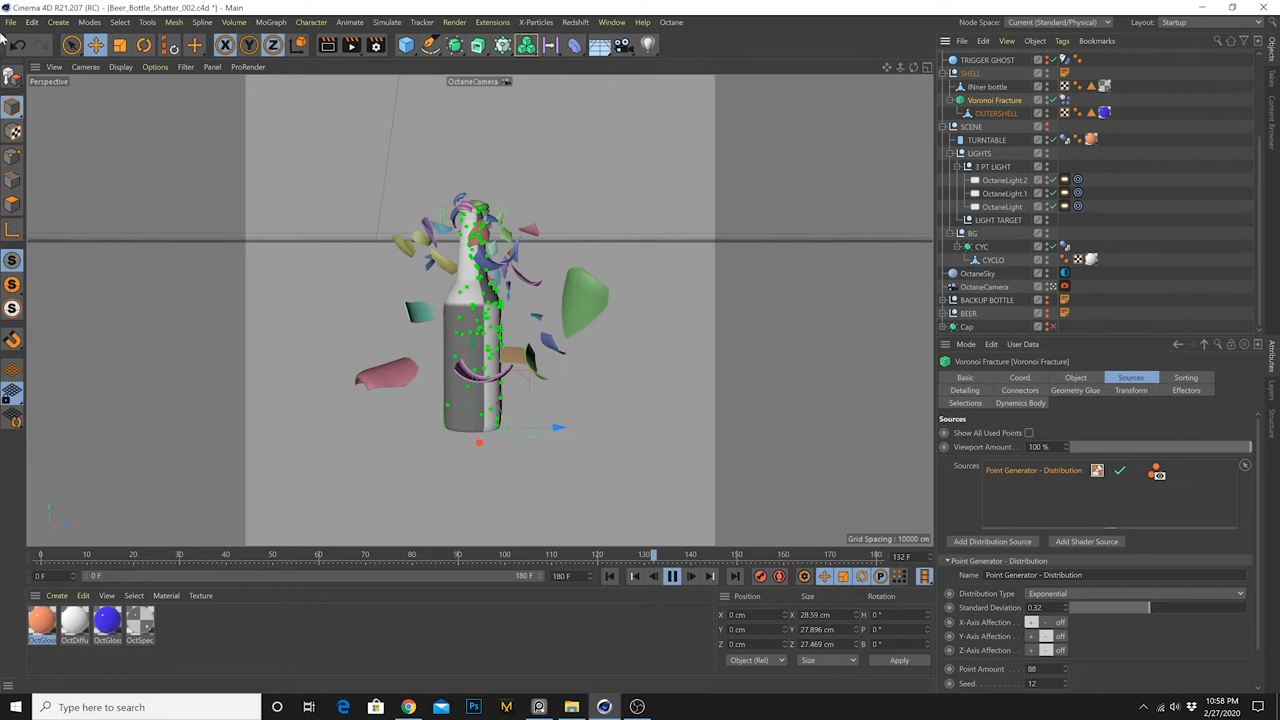 Cinema 4D R21.207 (RC) - [Beer_Bottle_Shatter_002.c4d *] - Main
File Edit Create Modes Select Tools Mesh Spline Volume MoGraph Character Animate Simulate Tracker Render Extensions X-Particles Redshift Window Help Octane
Node Space: Current (Standard/Physical) Layout: Startup
View Cameras Display Options Filter Panel ProRender
Perspective
OctaneCamera
Grid Spacing : 10000 cm
0 10 20 30 40 50 60 70 80 90 100 110 120 130 140 150 160 170 180 132 F
0 F 0 F 180 F 180 F
Create Edit View Select Material Texture
OctGloss OctDiffu OctGloss OctSpec
Position Size Rotation
X 0 cm X 28.59 cm H 0 °
Y 0 cm Y 27.896 cm P 0 °
Z 0 cm Z 27.469 cm B 0 °
Object (Rel) Size Apply
File Edit View Object Tags Bookmarks
TRIGGER GHOST
SHELL
INner bottle
Voronoi Fracture
OUTERSHELL
SCENE
TURNTABLE
LIGHTS
3 PT LIGHT
OctaneLight.2
OctaneLight.1
OctaneLight
LIGHT TARGET
BG
CYC
CYCLO
OctaneSky
OctaneCamera
BACKUP BOTTLE
BEER
Cap
Mode Edit User Data
Voronoi Fracture [Voronoi Fracture]
Basic Coord. Object Sources Sorting
Detailing Connectors Geometry Glue Transform Effectors
Selections Dynamics Body
Sources
Show All Used Points
Viewport Amount . . 100 %
Sources Point Generator - Distribution
Add Distribution Source Add Shader Source
Point Generator - Distribution
Name Point Generator - Distribution
Distribution Type Exponential
Standard Deviation 0.32
X-Axis Affection . . + - off
Y-Axis Affection . . + - off
Z-Axis Affection . . + - off
Point Amount . . 88
Seed. . . . . . . 12
Objects
Takes
Content Browser
Attributes
Layers
Structure
Type here to search
10:58 PM
2/27/2020